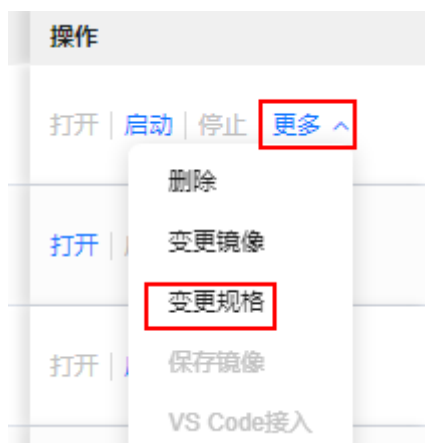 操作
打开 | 启动 | 停止 更多
删除
打开 变更镜像
变更规格
打开 保存镜像
VS Code接入